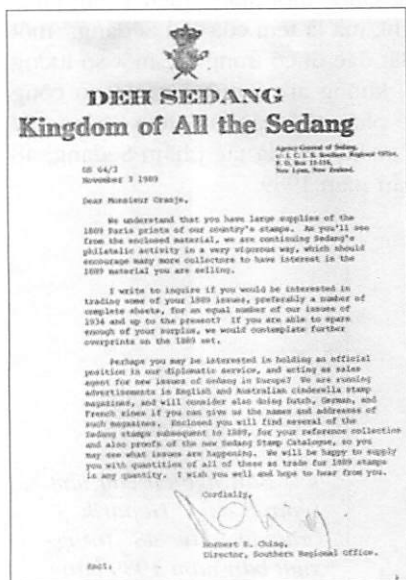 DEH SEDANG
Kingdom of All the Sedang
Agency-General of Sedang,
c/- I. C. I. S. Southern Regional Office,
P. O. Box 13-116,
New Zealand.
GS 64/3
November 3 1989
Dear Monsieur Oranje,
We understand that you have large supplies of the
1889 Paris prints of our country's stamps. As you'll see
from the enclosed material, we are continuing Sedang's
philatelic activity in a very vigorous way, which should
encourage many more collectors to have interest in the
1889 material you are selling.
I write to inquire if you would be interested in
trading some of your 1889 issues, preferably a number of
complete sheets, for an equal number of our issues of
1934 and up to the present? If you are able to spare
enough of your surplus, we would contemplate further
overprints on the 1889 set.
Perhaps you may be interested in holding an official
position in our diplomatic service, and acting as sales
agent for new issues of Sedang in Europe? We are running
advertisements in English and Australian cinderella stamp
magazines, and will consider also doing Dutch, German, and
French ones if you can give us the names and addresses of
such magazines. Enclosed you will find several of the
Sedang stamps subsequent to 1889, for your reference collection
and also proofs of the new Sedang Stamp Catalogue, so you
may see what issues are happening. We will be happy to supply
you with quantities of all of these as trade for 1889 stamps
in any quantity. I wish you well and hope to hear from you.
Cordially,
E. Ching,
Director, Southern Regional Office.
Encl.